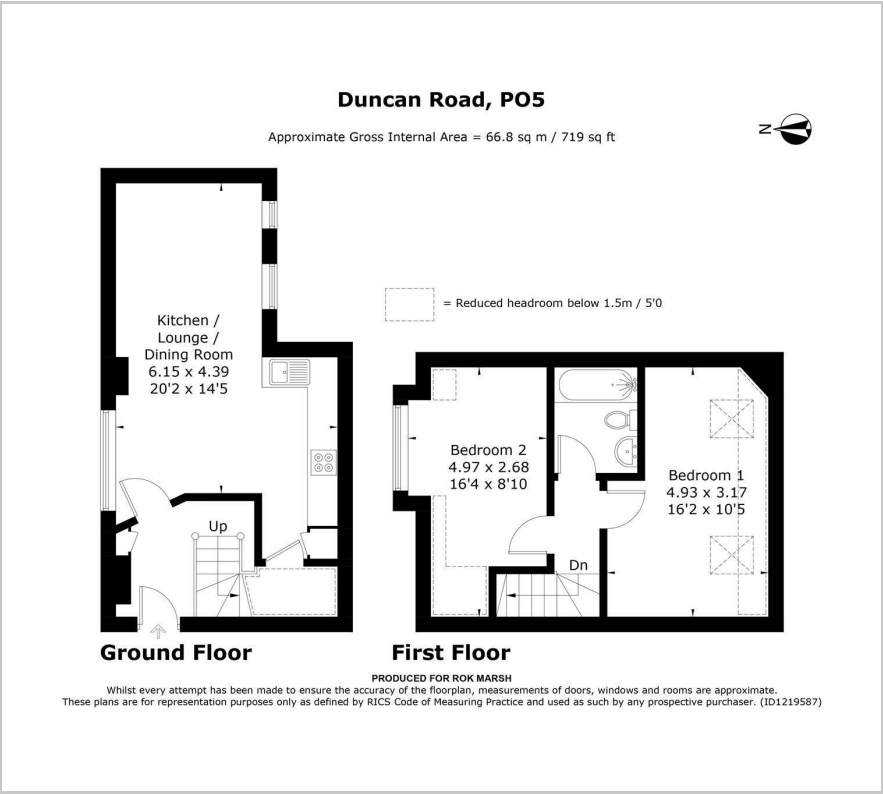 Duncan Road, PO5
Approximate Gross Internal Area = 66.8 sq m / 719 sq ft
N
= Reduced headroom below 1.5m / 5'0
Kitchen /
Lounge /
Dining Room
6.15 x 4.39
20'2 x 14'5
Up
Bedroom 2
4.97 x 2.68
16'4 x 8'10
Bedroom 1
4.93 x 3.17
16'2 x 10'5
Dn
Ground Floor
First Floor
PRODUCED FOR ROK MARSH
Whilst every attempt has been made to ensure the accuracy of the floorplan, measurements of doors, windows and rooms are approximate.
These plans are for representation purposes only as defined by RICS Code of Measuring Practice and used as such by any prospective purchaser. (ID1219587)